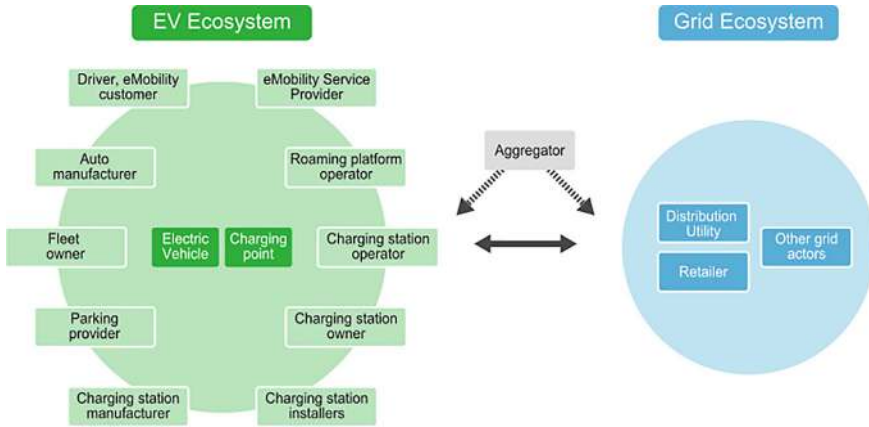 EV Ecosystem
Grid Ecosystem
Driver, eMobility
customer
eMobility Service
Provider
Auto
manufacturer
Roaming platform
operator
Aggregator
Fleet
owner
Electric
Vehicle
Charging
point
Charging station
operator
Distribution
Utility
Retailer
Other grid
actors
Parking
provider
Charging station
owner
Charging station
manufacturer
Charging station
installers